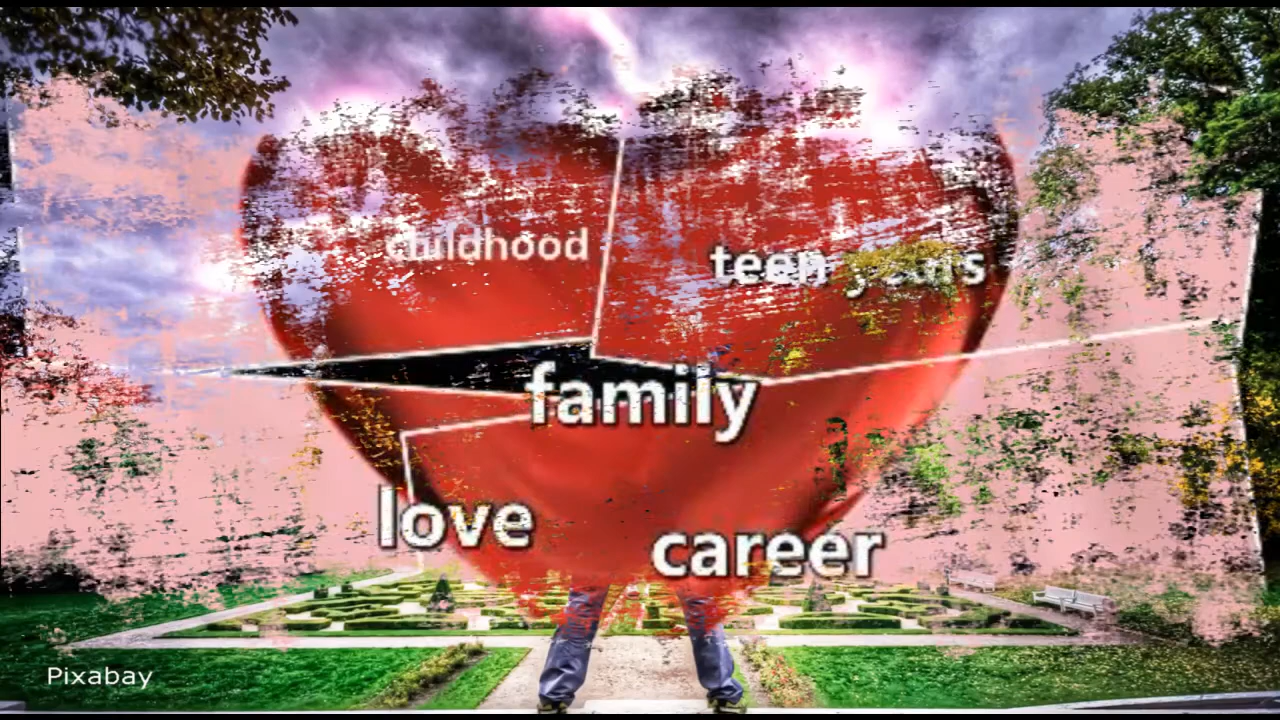 childhood
teen years
family
love
career
Pixabay